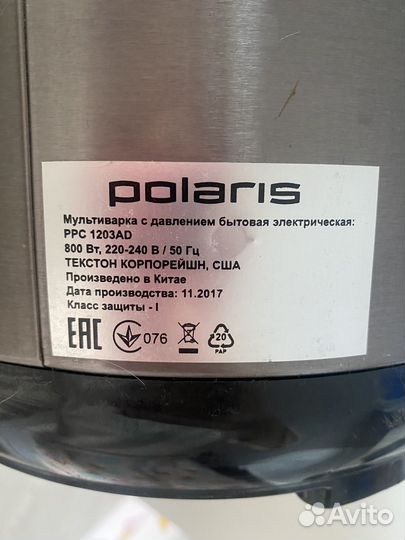 polaris
Мультиварка с давлением бытовая электрическая:
PPC 1203AD
800 Вт, 220-240 В / 50 Гц
ТЕКСТОН КОРПОРЕЙШН, США
Произведено в Китае
Дата производства: 11.2017
Класс защиты - I
EAC 076 20
PAP
Avito